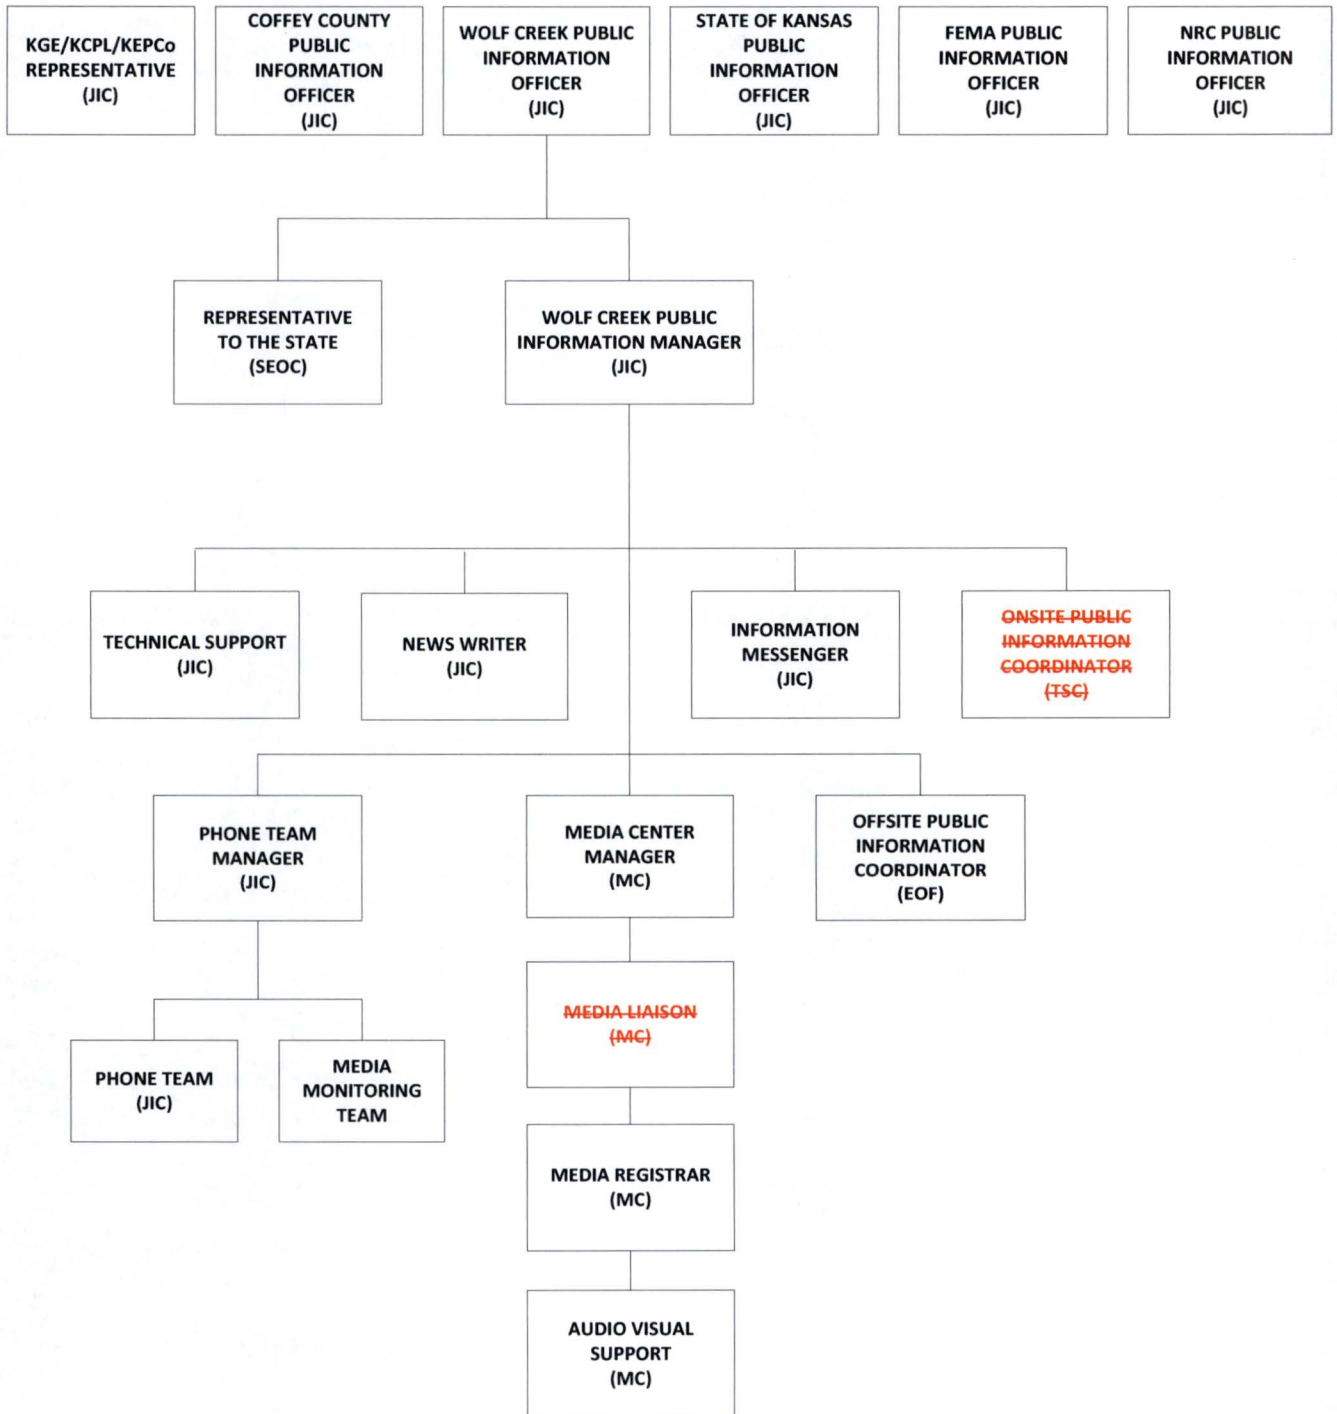 KGE/KCPL/KEPCo
REPRESENTATIVE
(JIC)
COFFEY COUNTY
PUBLIC
INFORMATION
OFFICER
(JIC)
WOLF CREEK PUBLIC
INFORMATION
OFFICER
(JIC)
STATE OF KANSAS
PUBLIC
INFORMATION
OFFICER
(JIC)
FEMA PUBLIC
INFORMATION
OFFICER
(JIC)
NRC PUBLIC
INFORMATION
OFFICER
(JIC)
REPRESENTATIVE
TO THE STATE
(SEOC)
WOLF CREEK PUBLIC
INFORMATION MANAGER
(JIC)
TECHNICAL SUPPORT
(JIC)
NEWS WRITER
(JIC)
INFORMATION
MESSENGER
(JIC)
ONSITE PUBLIC
INFORMATION
COORDINATOR
(TSC)
PHONE TEAM
MANAGER
(JIC)
MEDIA CENTER
MANAGER
(MC)
OFFSITE PUBLIC
INFORMATION
COORDINATOR
(EOF)
MEDIA LIAISON
(MC)
PHONE TEAM
(JIC)
MEDIA
MONITORING
TEAM
MEDIA REGISTRAR
(MC)
AUDIO VISUAL
SUPPORT
(MC)